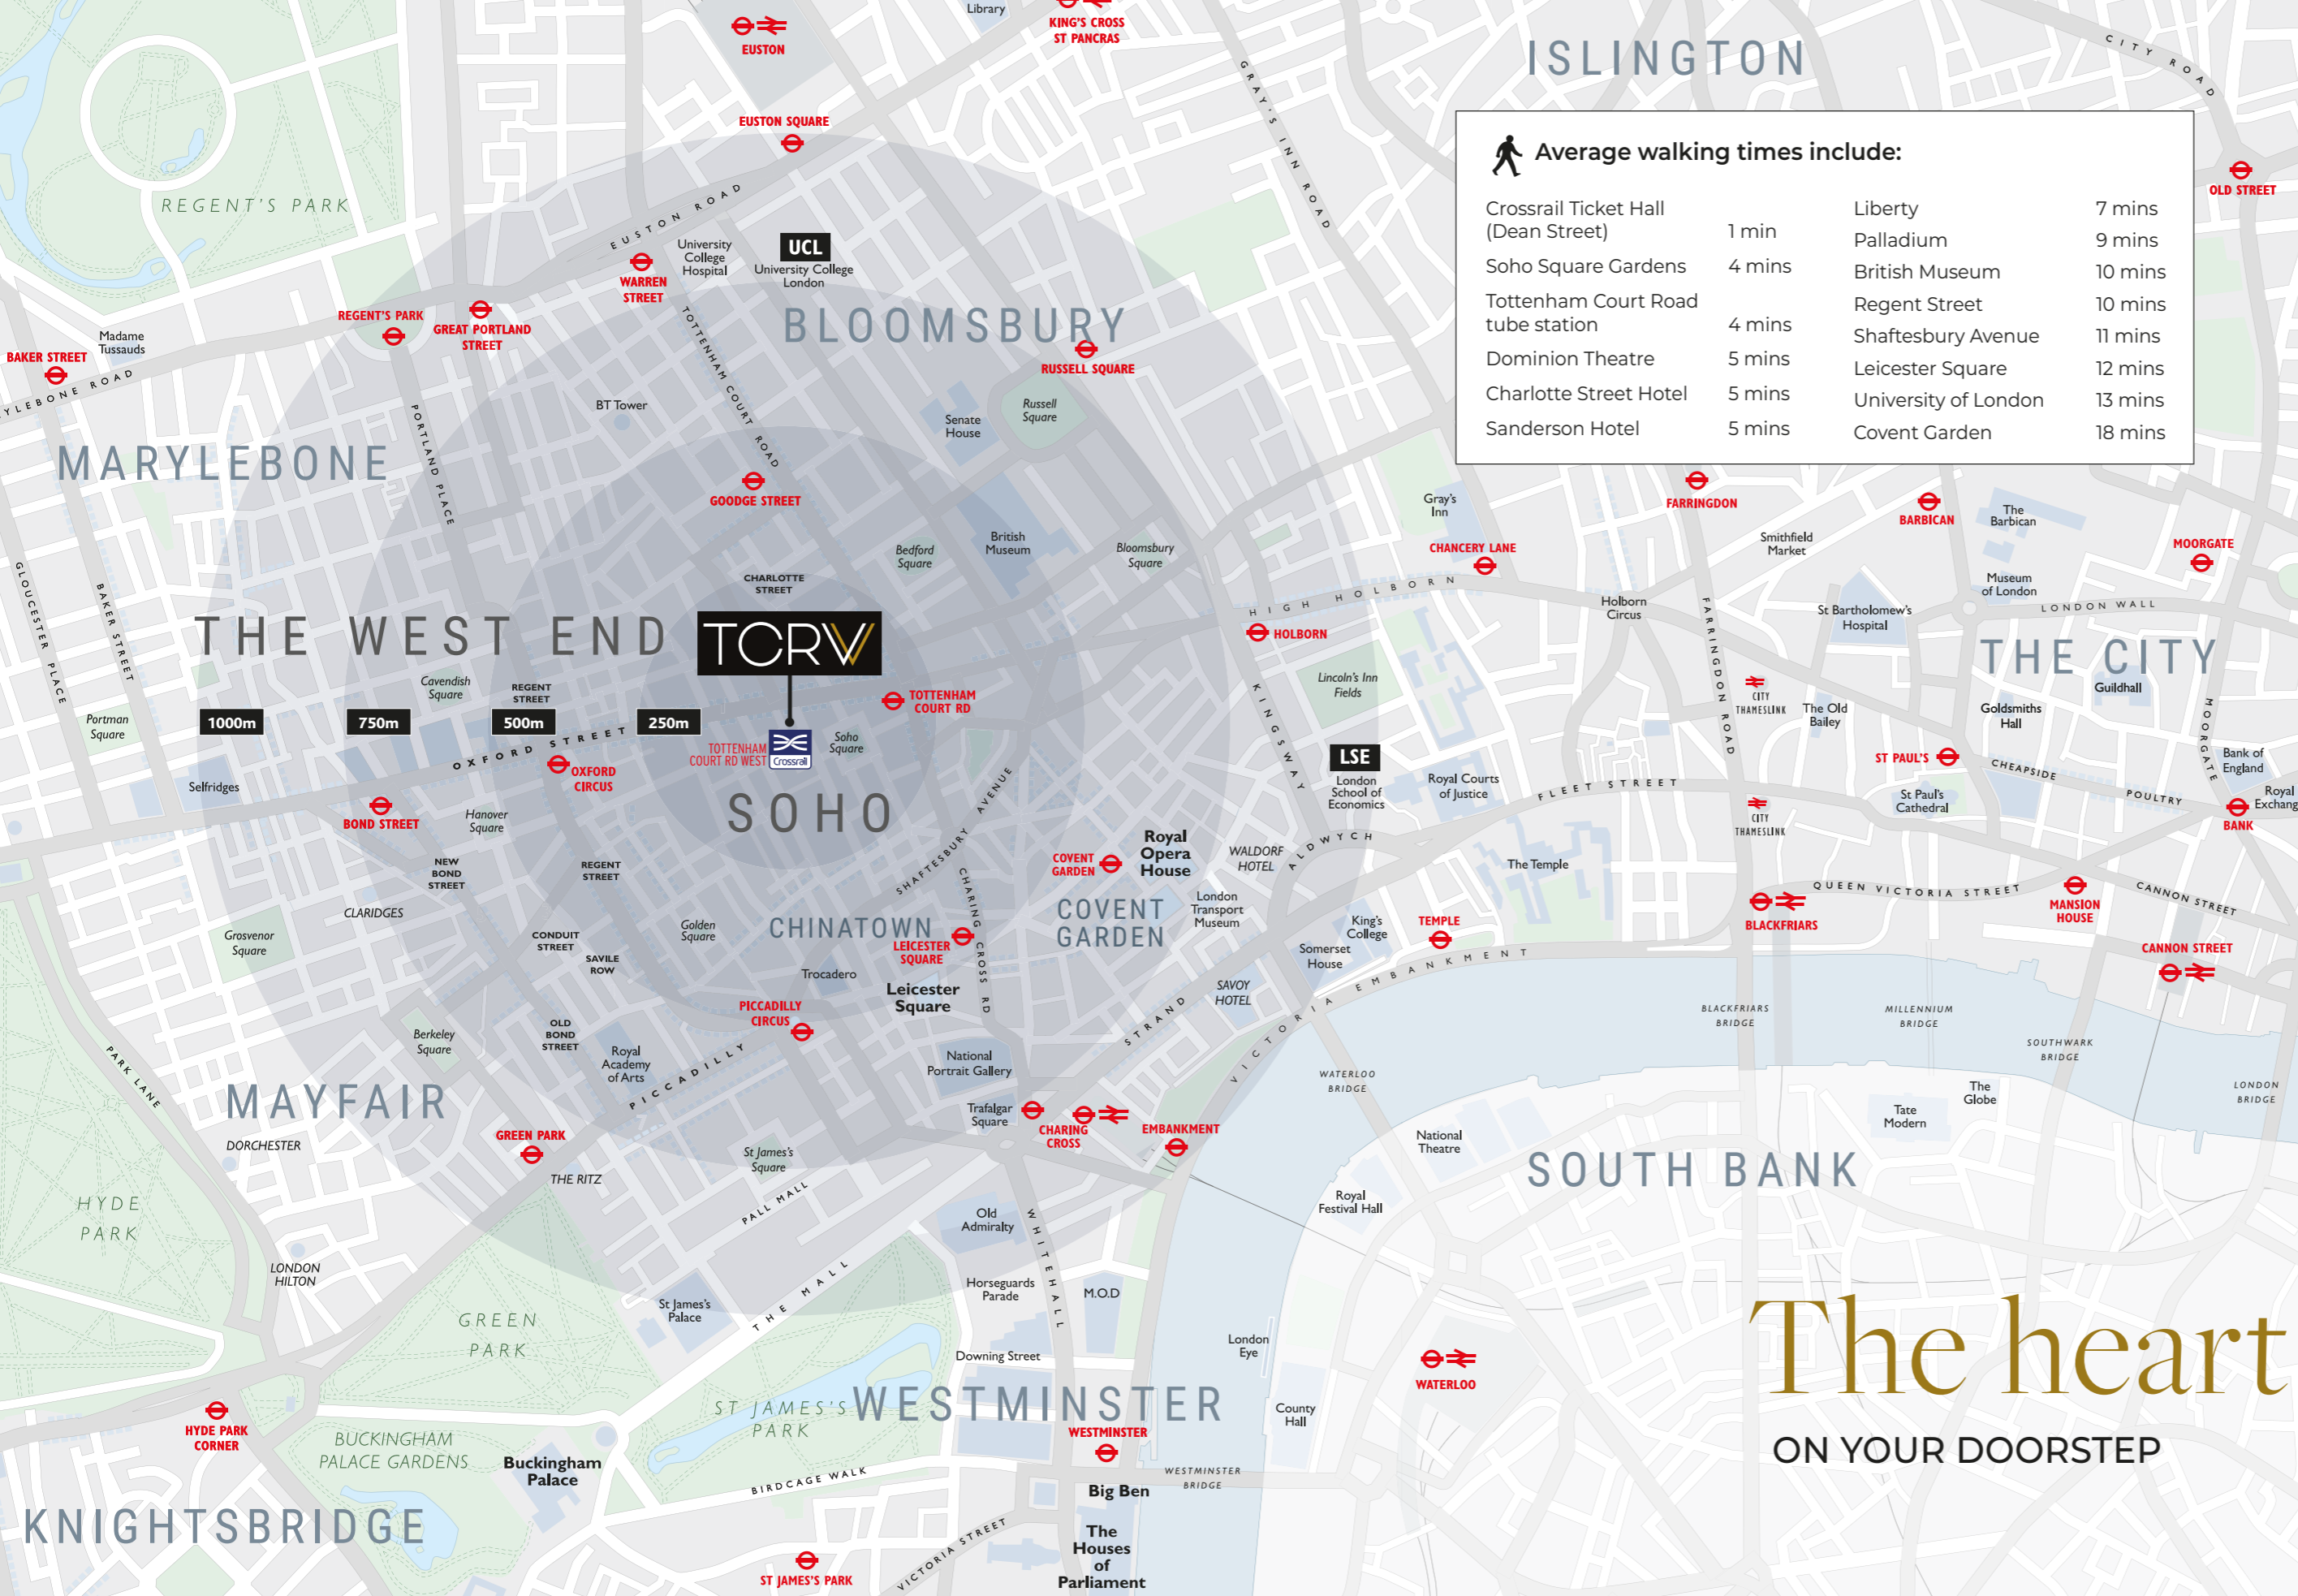 Library
KING'S CROSS
ST PANCRAS
EUSTON
ISLINGTON
CITY ROAD
GRAY'S INN ROAD
EUSTON SQUARE
OLD STREET
Average walking times include:
Crossrail Ticket Hall
(Dean Street) 1 min
Soho Square Gardens 4 mins
Tottenham Court Road
tube station 4 mins
Dominion Theatre 5 mins
Charlotte Street Hotel 5 mins
Sanderson Hotel 5 mins
Liberty 7 mins
Palladium 9 mins
British Museum 10 mins
Regent Street 10 mins
Shaftesbury Avenue 11 mins
Leicester Square 12 mins
University of London 13 mins
Covent Garden 18 mins
REGENT'S PARK
EUSTON ROAD
University
College
Hospital
UCL
University College
London
WARREN
STREET
REGENT'S PARK
GREAT PORTLAND
STREET
BLOOMSBURY
TOTTENHAM COURT ROAD
Madame
Tussauds
BAKER STREET
YLEBONE ROAD
RUSSELL SQUARE
Russell
Square
BT Tower
PORTLAND PLACE
Senate
House
MARYLEBONE
GOODGE STREET
Gray's
Inn
FARRINGDON
BARBICAN
The
Barbican
British
Museum
Bedford
Square
Bloomsbury
Square
CHANCERY LANE
Smithfield
Market
MOORGATE
CHARLOTTE
STREET
GLOUCESTER PLACE
BAKER STREET
HIGH HOLBORN
Holborn
Circus
FARRINGDON ROAD
St Bartholomew's
Hospital
Museum
of London
LONDON WALL
THE WEST END
TCRW
HOLBORN
THE CITY
Guildhall
Cavendish
Square
REGENT
STREET
TOTTENHAM
COURT RD
Lincoln's Inn
Fields
KINGSWAY
CITY
THAMESLINK
The Old
Bailey
Goldsmiths
Hall
MOORGATE
Portman
Square
1000m
750m
500m
250m
OXFORD STREET
TOTTENHAM
COURT RD WEST
Crossrail
Soho
Square
OXFORD
CIRCUS
LSE
London
School of
Economics
Royal Courts
of Justice
FLEET STREET
ST PAUL'S
CHEAPSIDE
Bank of
England
Selfridges
SOHO
SHAFTESBURY AVENUE
St Paul's
Cathedral
POULTRY
Royal
Exchang
BANK
BOND STREET
Hanover
Square
CITY
THAMESLINK
NEW
BOND
STREET
REGENT
STREET
COVENT
GARDEN
Royal
Opera
House
WALDORF
HOTEL
ALDWYCH
The Temple
CLARIDGES
CHARING CROSS RD
London
Transport
Museum
QUEEN VICTORIA STREET
MANSION
HOUSE
CANNON STREET
BLACKFRIARS
Grosvenor
Square
CONDUIT
STREET
SAVILE
ROW
Golden
Square
CHINATOWN
LEICESTER
SQUARE
COVENT
GARDEN
King's
College
TEMPLE
Somerset
House
CANNON STREET
Trocadero
Leicester
Square
SAVOY
HOTEL
VICTORIA EMBANKMENT
STRAND
PICCADILLY
CIRCUS
Berkeley
Square
OLD
BOND
STREET
Royal
Academy
of Arts
PICCADILLY
National
Portrait Gallery
BLACKFRIARS
BRIDGE
MILLENNIUM
BRIDGE
SOUTHWARK
BRIDGE
LONDON
BRIDGE
WATERLOO
BRIDGE
PARK LANE
MAYFAIR
Trafalgar
Square
CHARING
CROSS
EMBANKMENT
Tate
Modern
The
Globe
DORCHESTER
GREEN PARK
THE RITZ
St James's
Square
National
Theatre
SOUTH BANK
HYDE
PARK
PALL MALL
Old
Admiralty
WHITEHALL
Royal
Festival Hall
LONDON
HILTON
St James's
Palace
THE MALL
Horseguards
Parade
M.O.D
GREEN
PARK
London
Eye
The heart
ON YOUR DOORSTEP
Downing Street
WATERLOO
ST JAMES'S
PARK
WESTMINSTER
County
Hall
HYDE PARK
CORNER
BUCKINGHAM
PALACE GARDENS
Buckingham
Palace
WESTMINSTER
BIRDCAGE WALK
WESTMINSTER
BRIDGE
Big Ben
KNIGHTSBRIDGE
VICTORIA STREET
The
Houses
of
Parliament
ST JAMES'S PARK